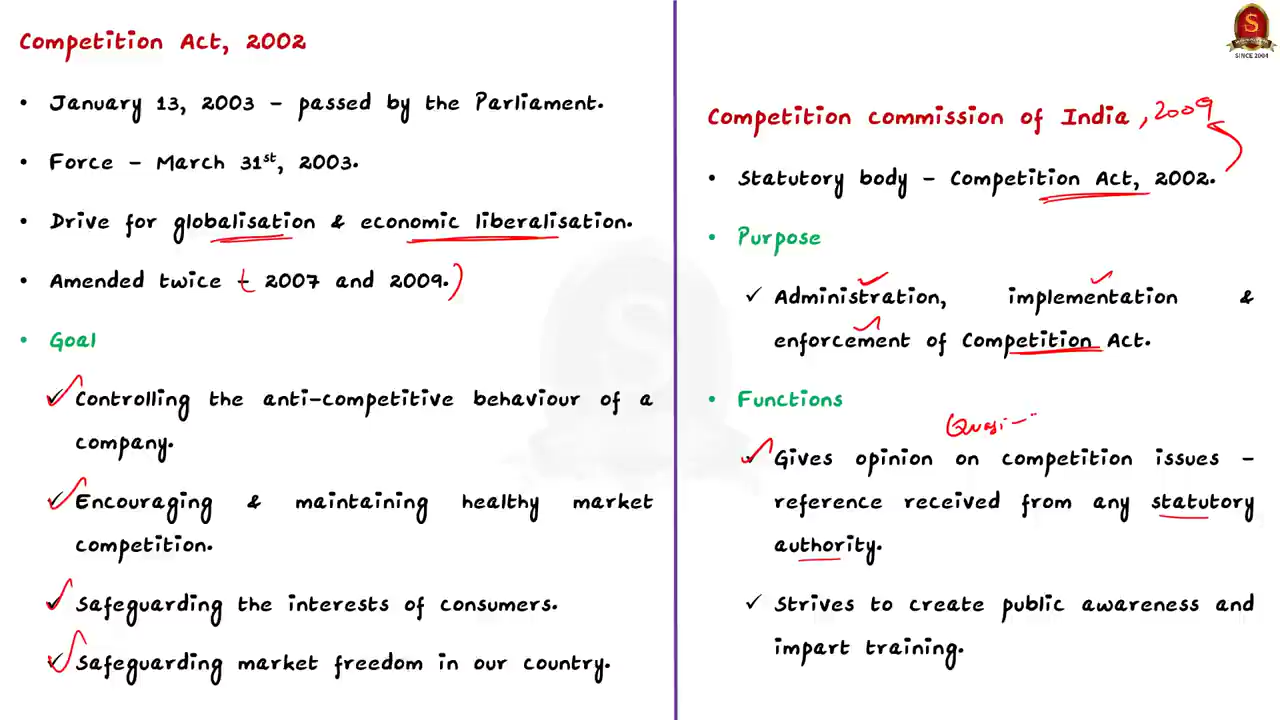 Competition Act, 2002
• January 13, 2003 - passed by the Parliament.
• Force - March 31st, 2003.
• Drive for globalisation & economic liberalisation.
• Amended twice - ( 2007 and 2009. )
• Goal
✓ Controlling the anti-competitive behaviour of a
company.
✓ Encouraging & maintaining healthy market
competition.
✓ Safeguarding the interests of consumers.
✓ Safeguarding market freedom in our country.
SINCE 2004
Competition commission of India , 2009
• Statutory body - Competition Act, 2002.
• Purpose
✓ Administration, implementation &
enforcement of Competition Act.
• Functions
Quasi -
✓ Gives opinion on competition issues -
reference received from any statutory
authority.
✓ Strives to create public awareness and
impart training.